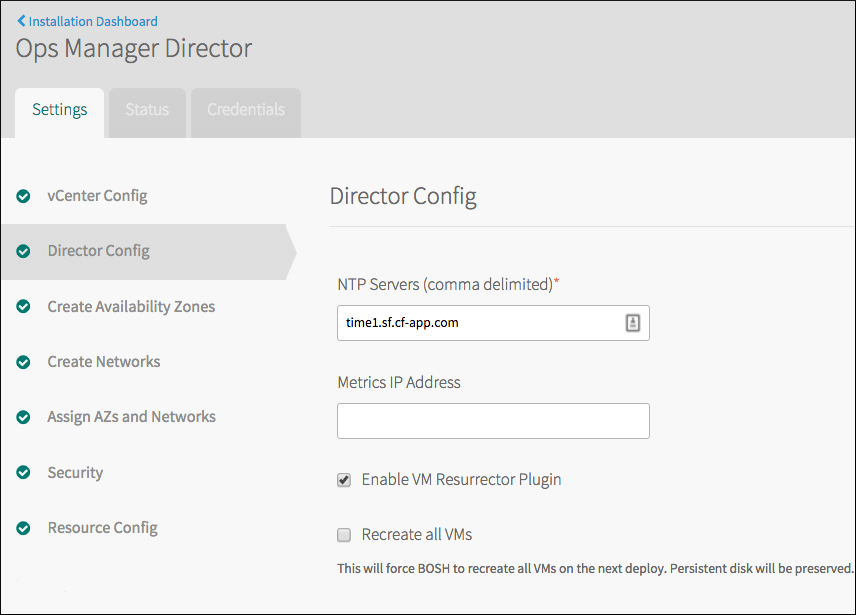 Installation Dashboard
Ops Manager Director
Settings
Status
Credentials
vCenter Config
Director Config
Create Availability Zones
Create Networks
Assign AZs and Networks
Security
Resource Config
Director Config
NTP Servers (comma delimited)*
time1.sf.cf-app.com
Metrics IP Address
Enable VM Resurrector Plugin
Recreate all VMs
This will force BOSH to recreate all VMs on the next deploy. Persistent disk will be preserved.